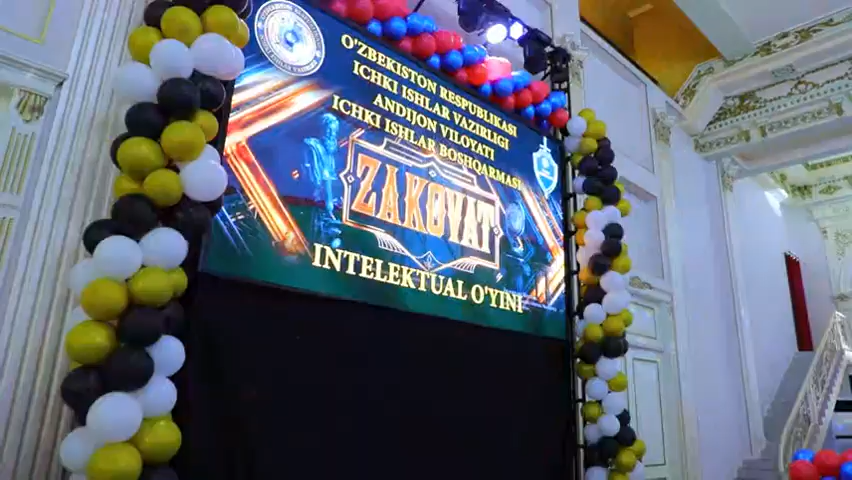 O'ZBEKISTON RESPUBLIKASI
ICHKI ISHLAR VAZIRLIGI
ANDIJON VILOYATI
ICHKI ISHLAR BOSHQARMASI
ZAKOVAT
INTELEKTUAL O'YINI